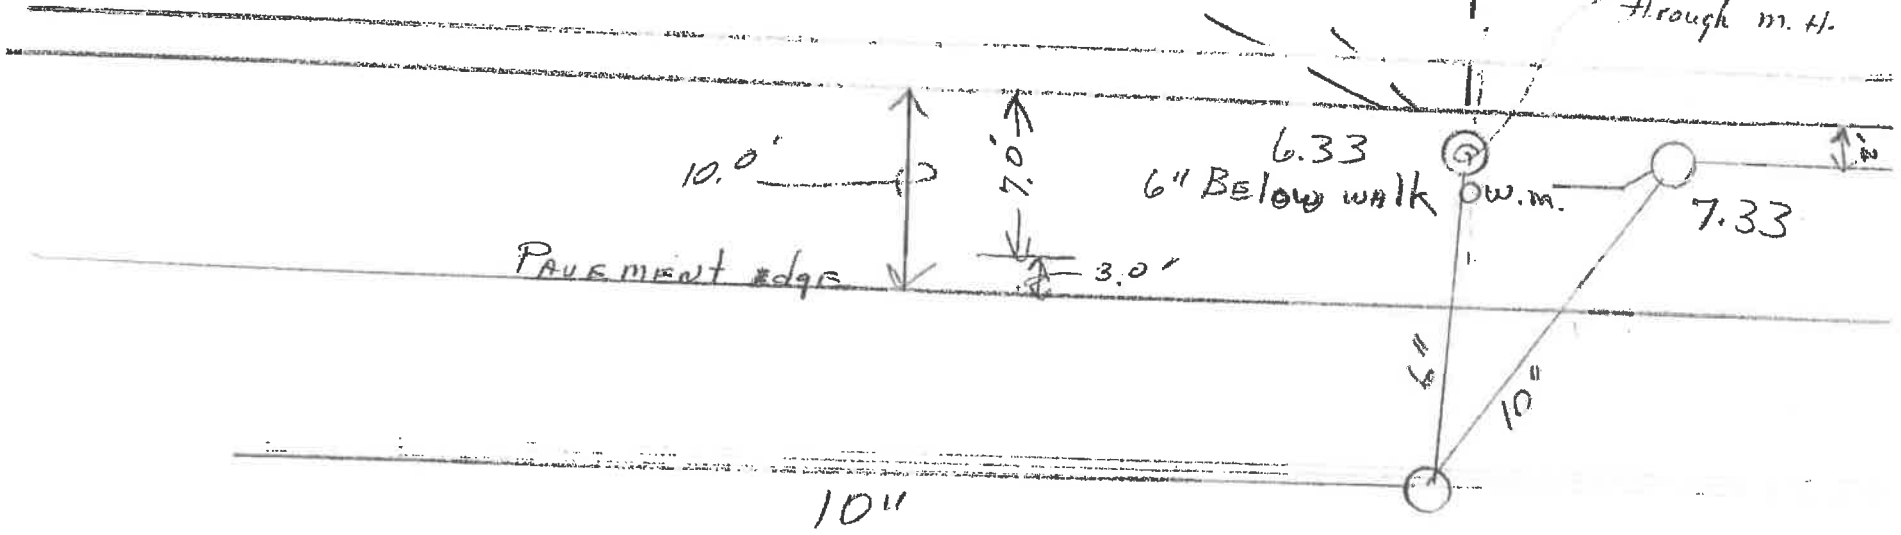 through m. H.
10.0'
7.0'
6.33
6" BElow wAlk
W.m.
7.33
PAVEMENT EdgE
3.0'
6"
10"
10"